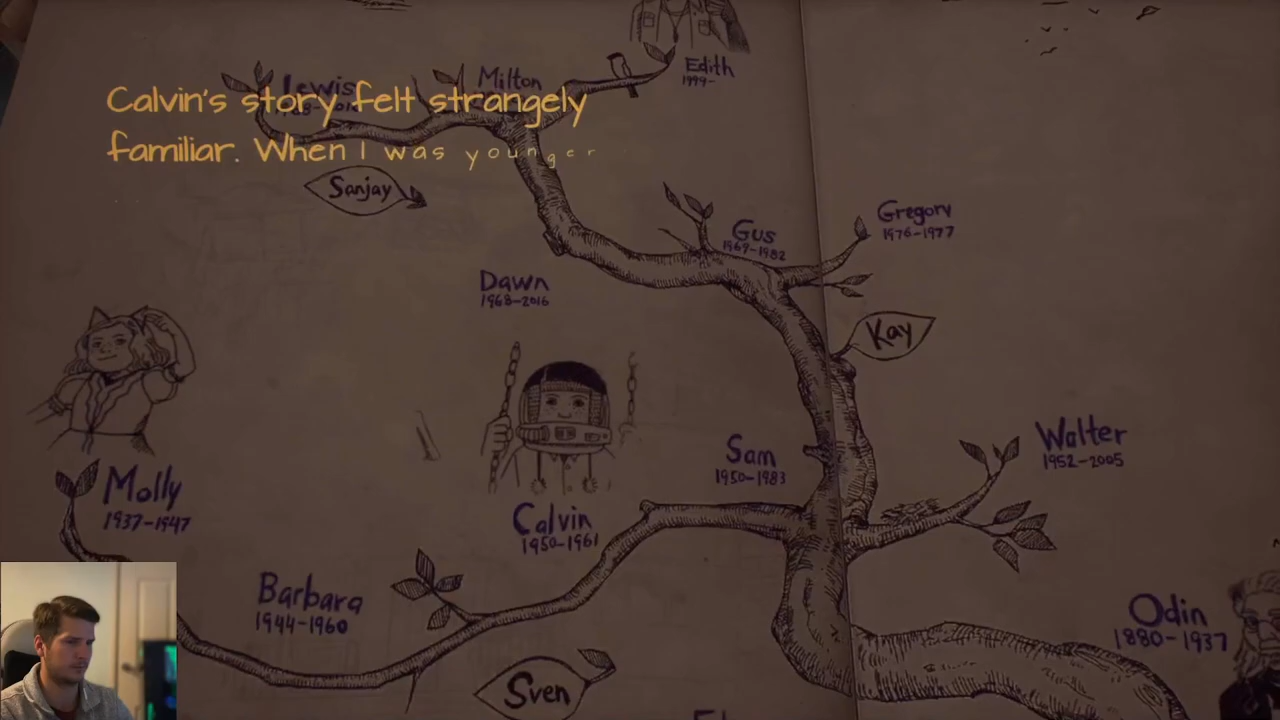 Edith
1999-
Lewis
Milton
Calvin's story felt strangely
familiar. When I was younger
Sanjay
Gregory
1976-1977
Gus
1969-1982
Dawn
1968-2016
Kay
Walter
1952-2005
Sam
1950-1983
Molly
1937-1947
Calvin
1950-1961
Barbara
1944-1960
Odin
1880-1937
Sven